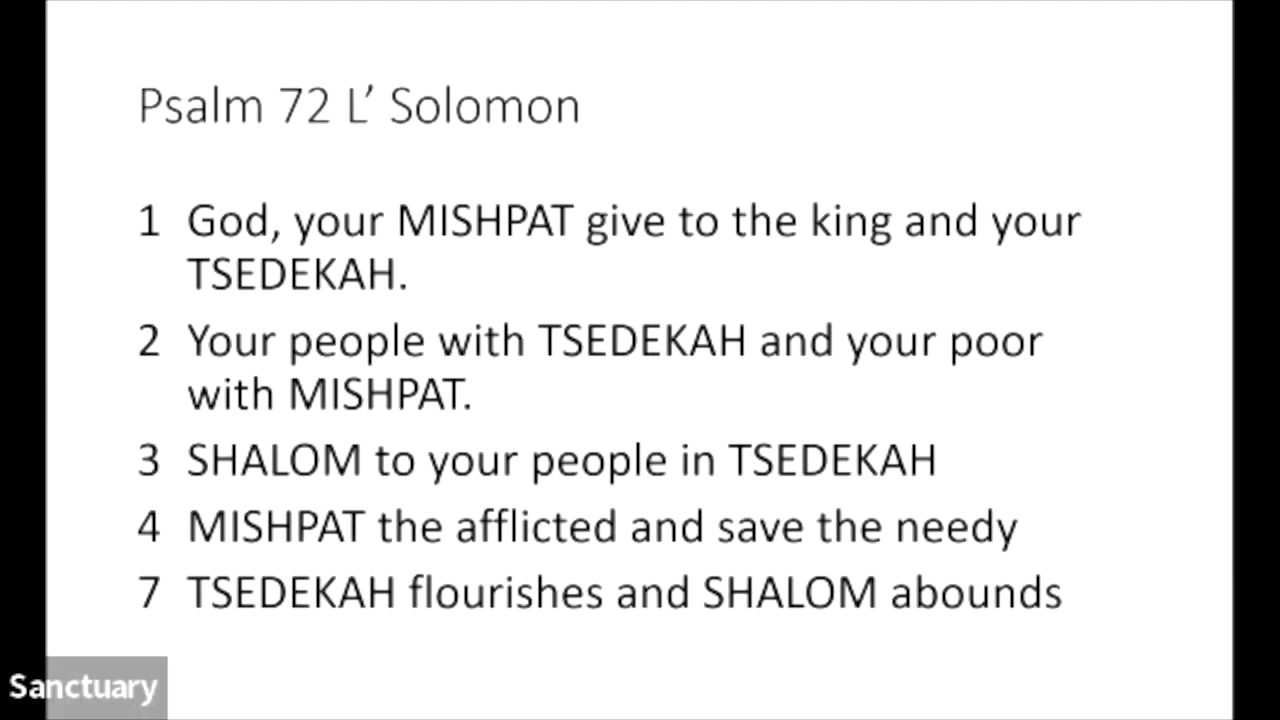 Psalm 72 L’ Solomon
1 God, your MISHPAT give to the king and your
TSEDEKAH.
2 Your people with TSEDEKAH and your poor
with MISHPAT.
3 SHALOM to your people in TSEDEKAH
4 MISHPAT the afflicted and save the needy
7 TSEDEKAH flourishes and SHALOM abounds
Sanctuary